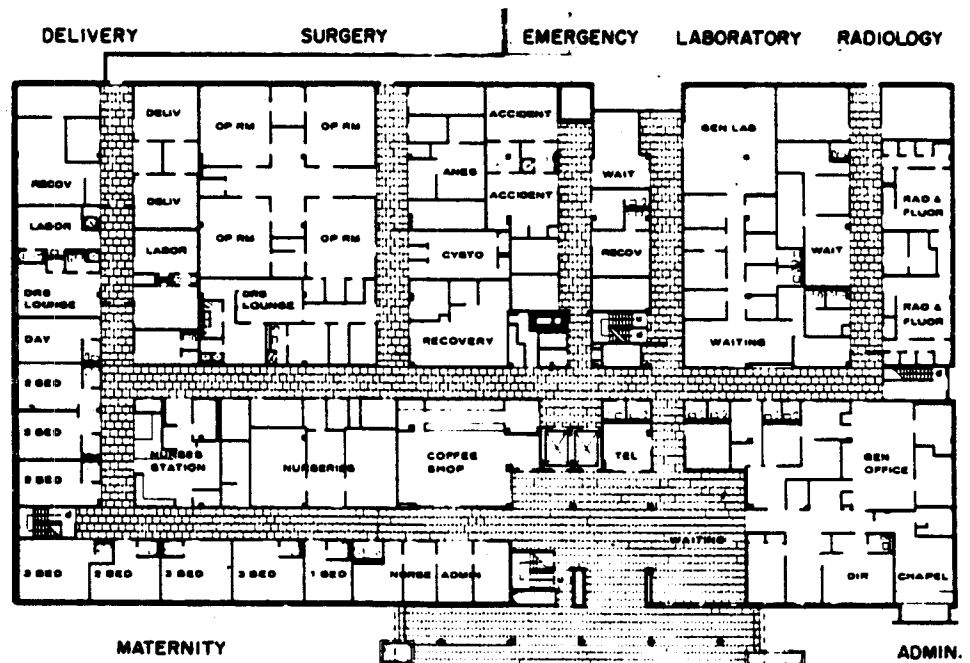 DELIVERY SURGERY EMERGENCY LABORATORY RADIOLOGY
DELIV OP RM OP RM ACCIDENT GEN LAB
RECOV ANES WAIT
DELIV ACCIDENT RAD &
FLUOR
LABOR
LABOR OP RM OP RM CYSTO RECOV WAIT
DRS
LOUNGE
DRS
LOUNGE
RAD &
FLUOR
DAY RECOVERY WAITING
2 BED
2 BED
2 BED
NURSES
STATION
NURSERIES
COFFEE
SHOP
TEL
GEN
OFFICE
WAITING
2 BED 2 BED 2 BED 2 BED 1 BED NURSE ADMIN DIR CHAPEL
MATERNITY ADMIN.